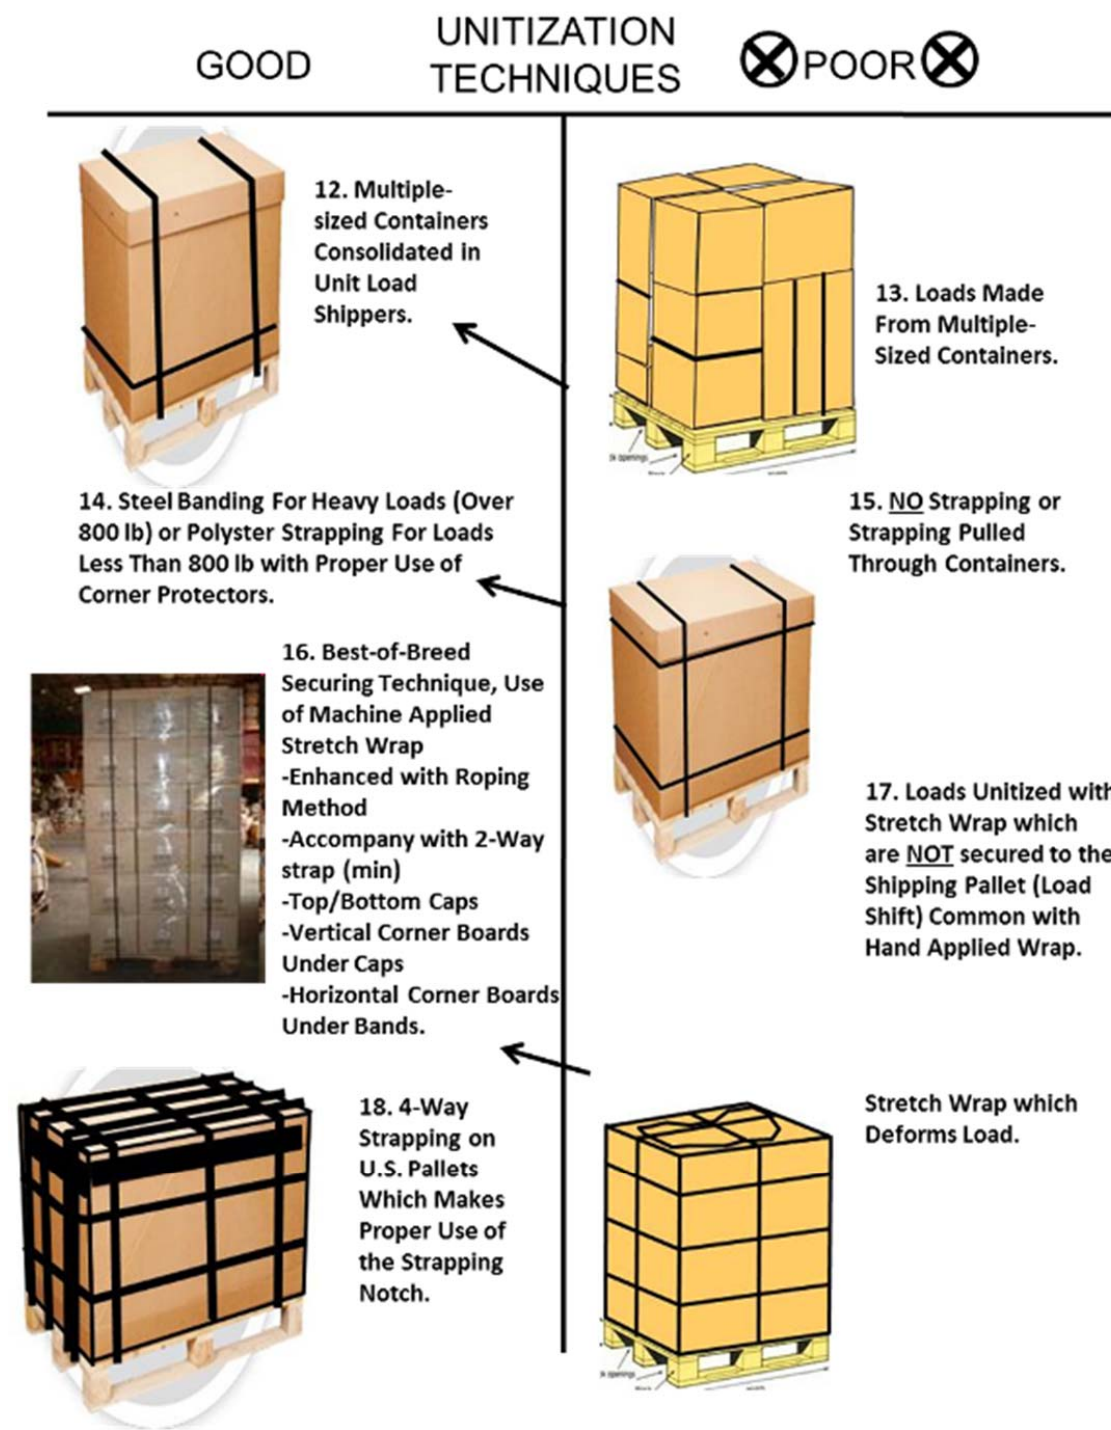 GOOD
UNITIZATION
TECHNIQUES
POOR
12. Multiple-
sized Containers
Consolidated in
Unit Load
Shippers.
13. Loads Made
From Multiple-
Sized Containers.
14. Steel Banding For Heavy Loads (Over
800 lb) or Polyster Strapping For Loads
Less Than 800 lb with Proper Use of
Corner Protectors.
15. NO Strapping or
Strapping Pulled
Through Containers.
16. Best-of-Breed
Securing Technique, Use
of Machine Applied
Stretch Wrap
-Enhanced with Roping
Method
-Accompany with 2-Way
strap (min)
-Top/Bottom Caps
-Vertical Corner Boards
Under Caps
-Horizontal Corner Boards
Under Bands.
17. Loads Unitized with
Stretch Wrap which
are NOT secured to the
Shipping Pallet (Load
Shift) Common with
Hand Applied Wrap.
18. 4-Way
Strapping on
U.S. Pallets
Which Makes
Proper Use of
the Strapping
Notch.
Stretch Wrap which
Deforms Load.
openings
openings